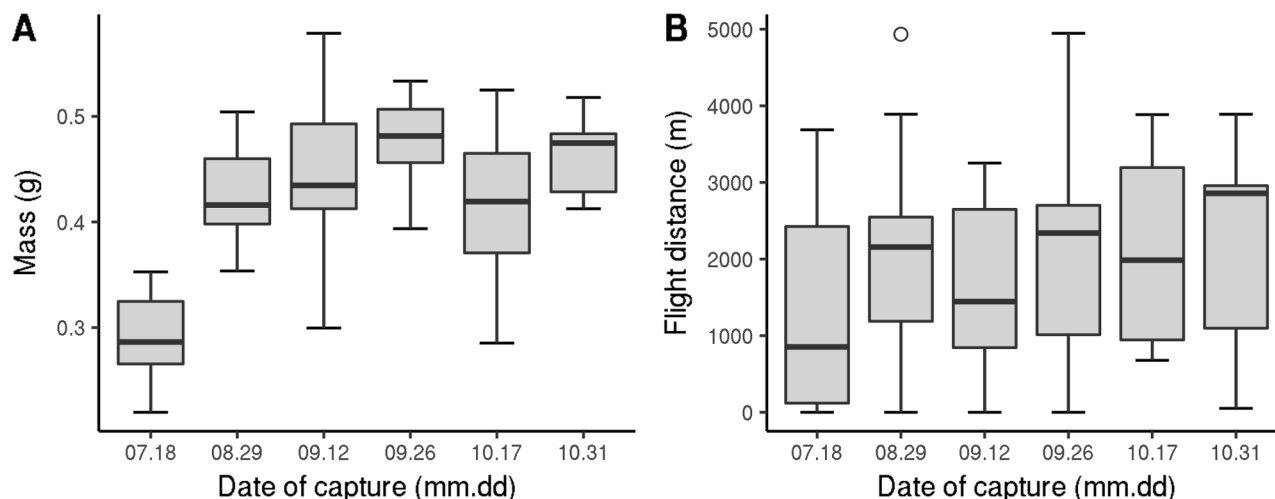 A
Mass (g)
0.5
0.4
0.3
07.18 08.29 09.12 09.26 10.17 10.31
Date of capture (mm.dd)
B
Flight distance (m)
5000
4000
3000
2000
1000
0
07.18 08.29 09.12 09.26 10.17 10.31
Date of capture (mm.dd)